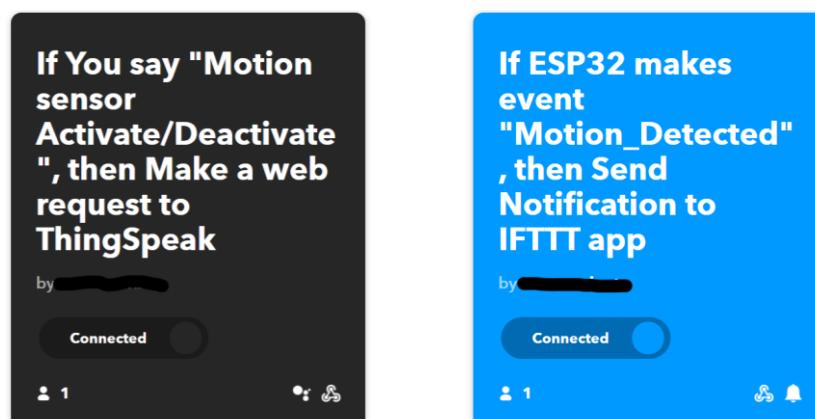 If You say "Motion
sensor
Activate/Deactivate
", then Make a web
request to
ThingSpeak
by
Connected
1
If ESP32 makes
event
"Motion_Detected"
, then Send
Notification to
IFTTT app
by
Connected
1